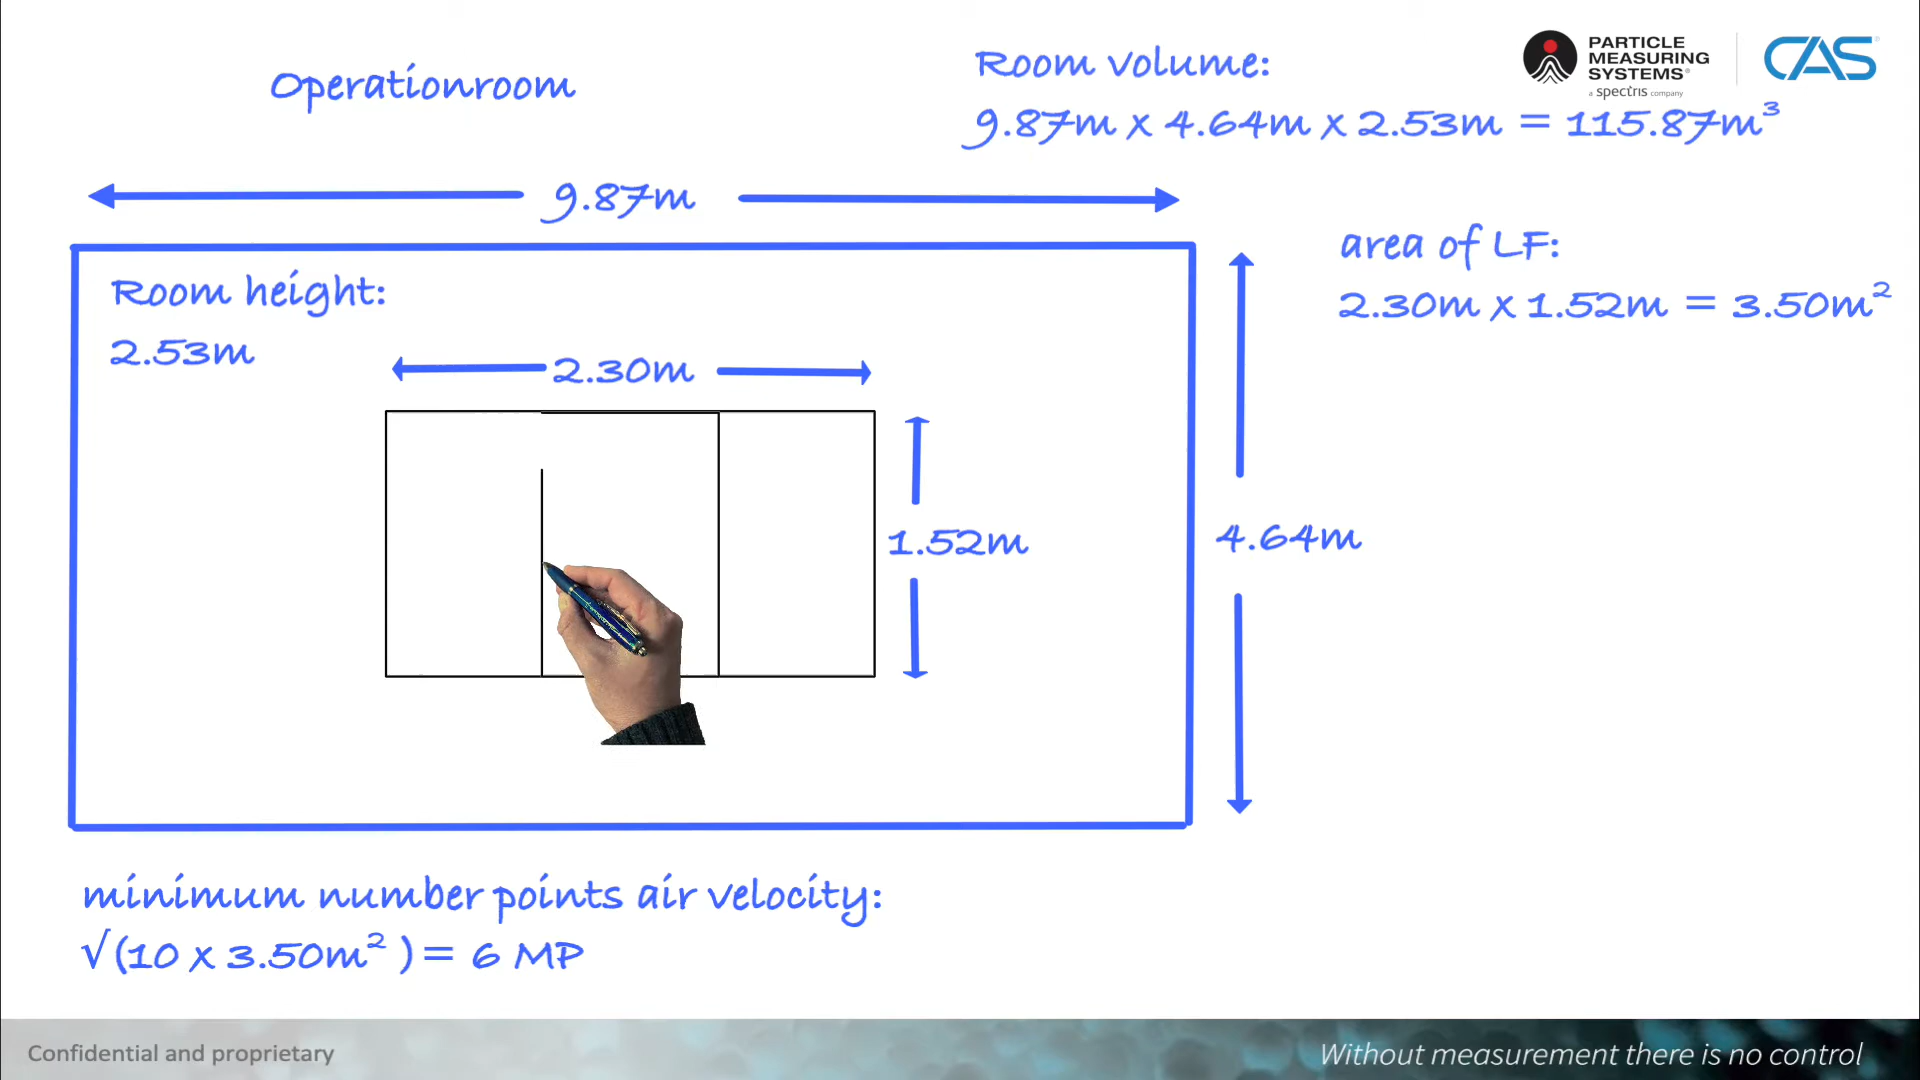 Operationroom
Room volume:
9.87m x 4.64m x 2.53m = 115.87m³
PARTICLE
MEASURING
SYSTEMS®
a spectris company
CAS®
9.87m
area of LF:
2.30m x 1.52m = 3.50m²
Room height:
2.53m
2.30m
1.52m
4.64m
minimum number points air velocity:
√(10 x 3.50m² ) = 6 MP
Confidential and proprietary
Without measurement there is no control